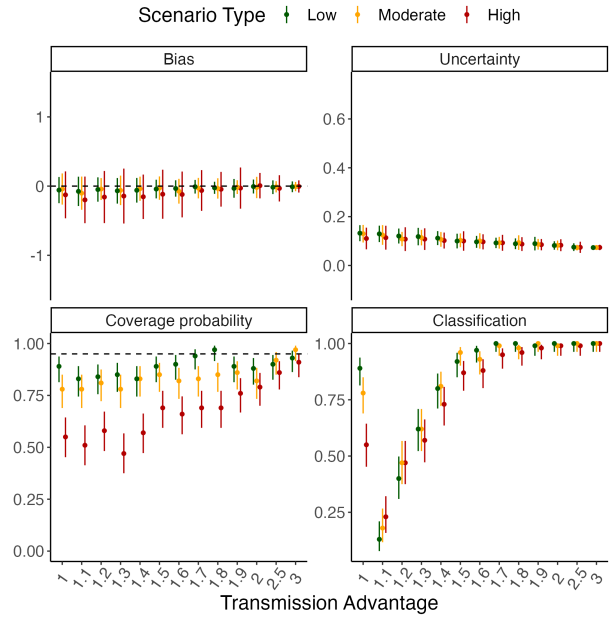 Scenario Type Low Moderate High
Bias Uncertainty
1
0
-1
0.6
0.4
0.2
0.0
Coverage probability Classification
1.00
0.75
0.50
0.25
0.00
1.00
0.75
0.50
0.25
1 1.1 1.2 1.3 1.4 1.5 1.6 1.7 1.8 1.9 2 2.5 3
1 1.1 1.2 1.3 1.4 1.5 1.6 1.7 1.8 1.9 2 2.5 3
Transmission Advantage